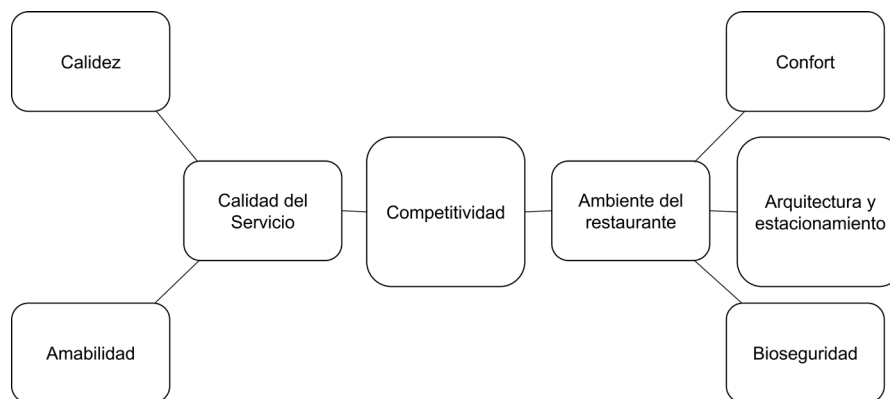 Calidez
Confort
Calidad del
Servicio
Competitividad
Ambiente del
restaurante
Arquitectura y
estacionamiento
Amabilidad
Bioseguridad